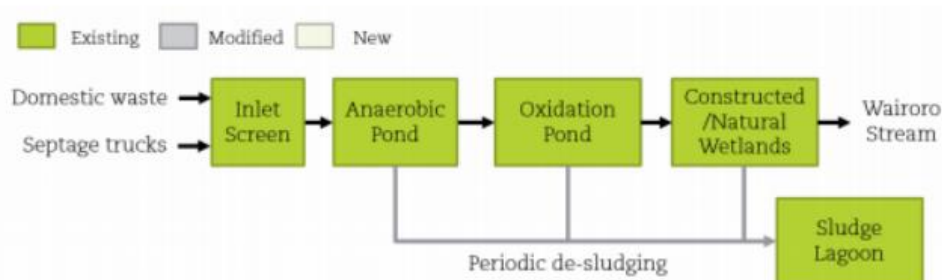 Existing Modified New
Domestic waste
Septage trucks
Inlet
Screen
Anaerobic
Pond
Oxidation
Pond
Constructed
/Natural
Wetlands
Wairoro
Stream
Sludge
Lagoon
Periodic de-sludging